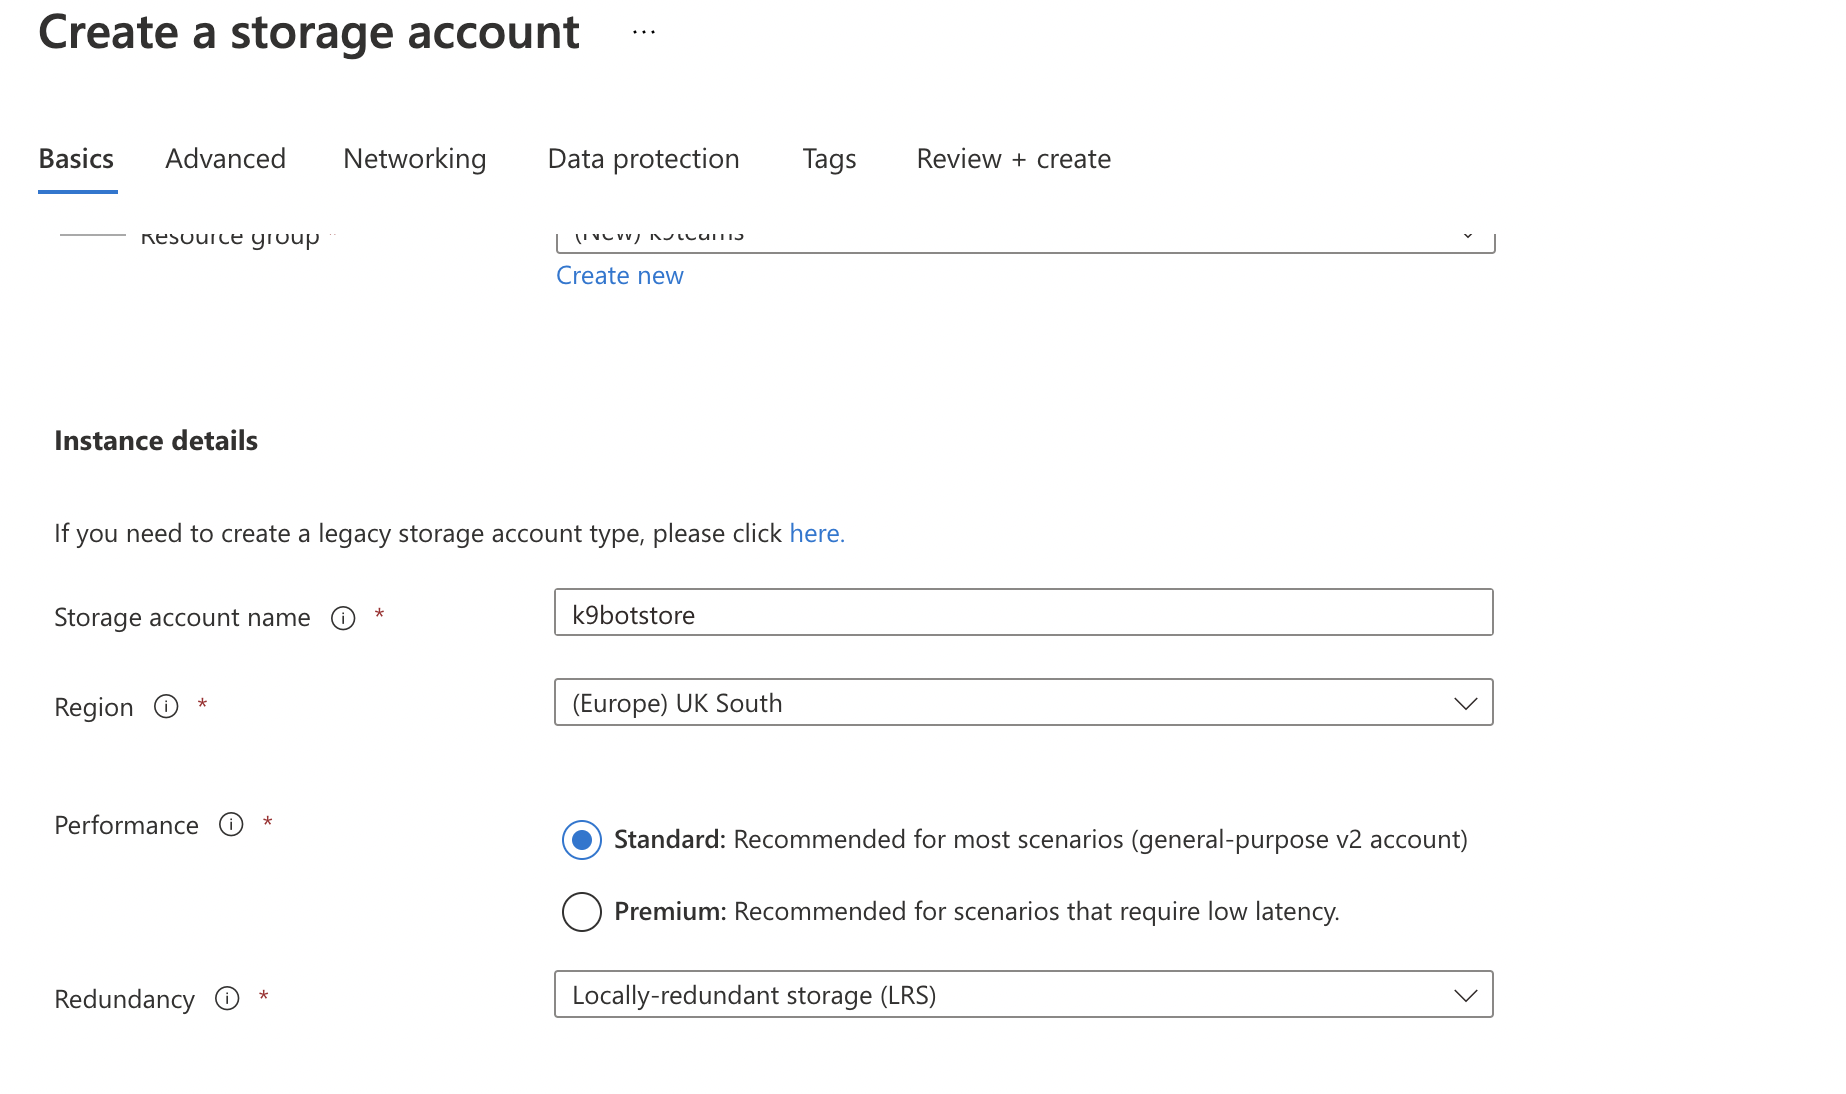 Create a storage account ...
Basics Advanced Networking Data protection Tags Review + create
Resource group * (New) k9teams
Create new
Instance details
If you need to create a legacy storage account type, please click here.
Storage account name * k9botstore
Region * (Europe) UK South
Performance * Standard: Recommended for most scenarios (general-purpose v2 account)
Premium: Recommended for scenarios that require low latency.
Redundancy * Locally-redundant storage (LRS)